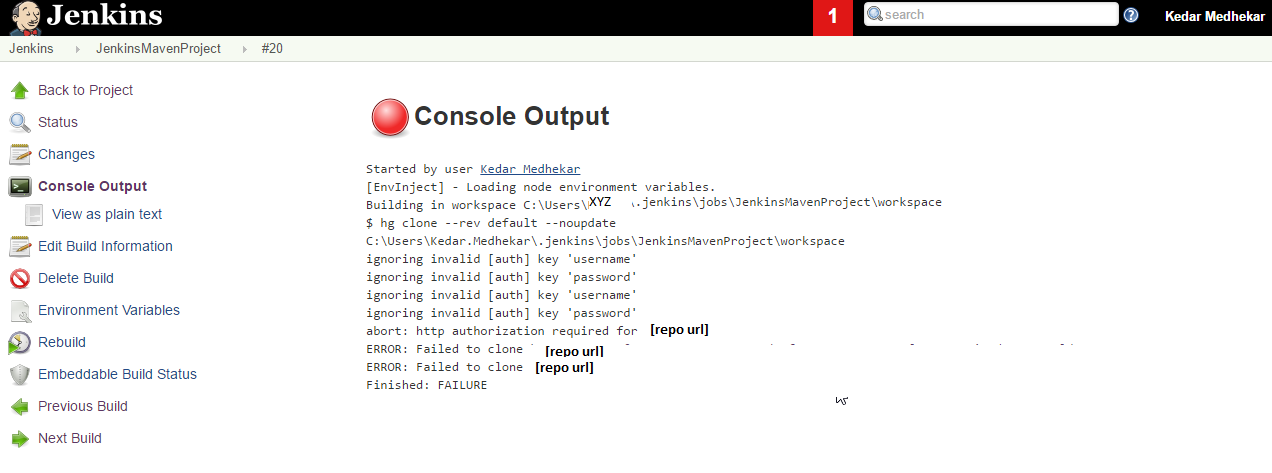 Jenkins
1
search
Kedar Medhekar
Jenkins JenkinsMavenProject #20
Back to Project
Status
Changes
Console Output
View as plain text
Edit Build Information
Delete Build
Environment Variables
Rebuild
Embeddable Build Status
Previous Build
Next Build
Console Output
Started by user Kedar Medhekar
[EnvInject] - Loading node environment variables.
Building in workspace C:\Users\XYZ \.jenkins\jobs\JenkinsMavenProject\workspace
$ hg clone --rev default --noupdate
C:\Users\Kedar.Medhekar\.jenkins\jobs\JenkinsMavenProject\workspace
ignoring invalid [auth] key 'username'
ignoring invalid [auth] key 'password'
ignoring invalid [auth] key 'username'
ignoring invalid [auth] key 'password'
abort: http authorization required for [repo url]
ERROR: Failed to clone [repo url]
ERROR: Failed to clone [repo url]
Finished: FAILURE